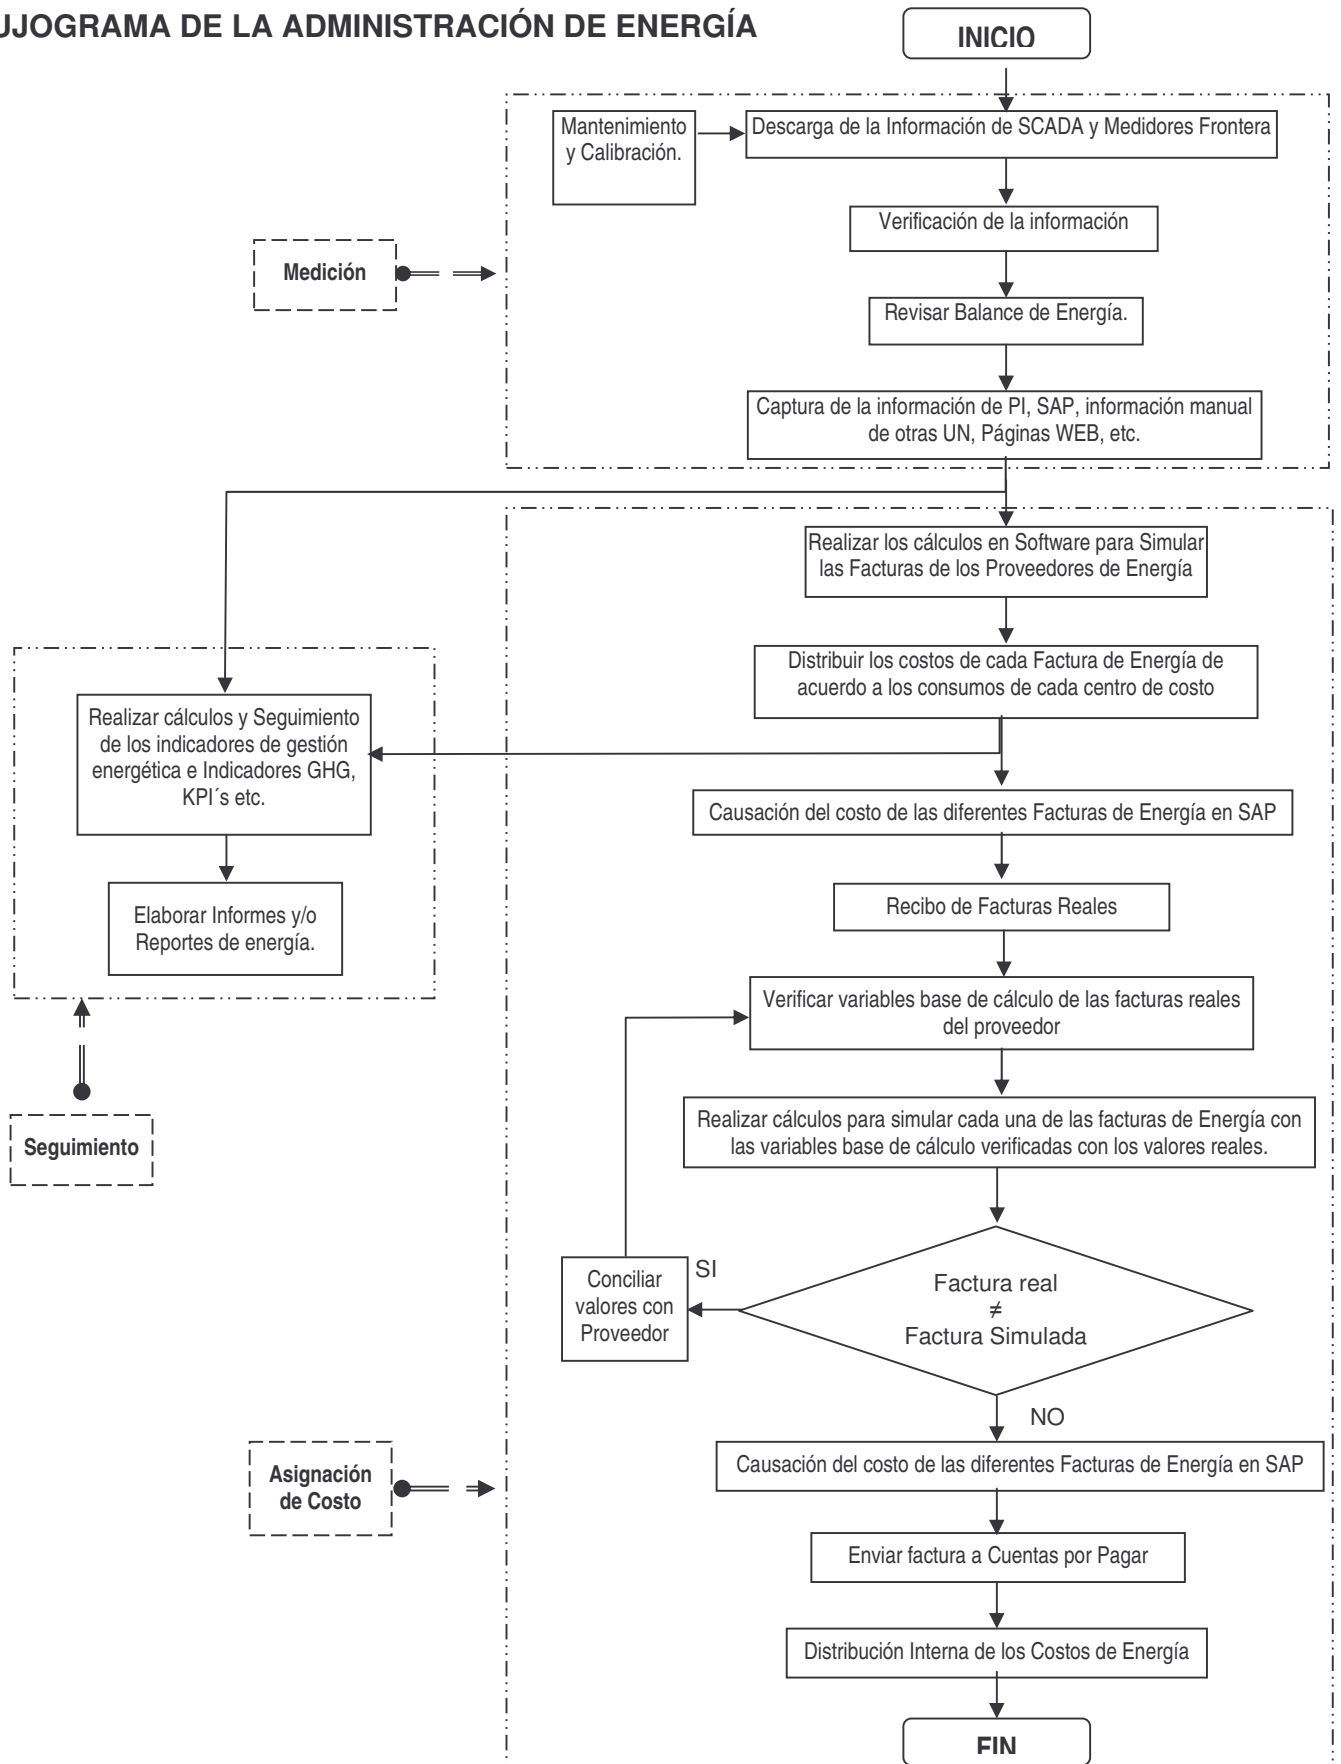 UJOGRAMA DE LA ADMINISTRACIÓN DE ENERGÍA
INICIO
Mantenimiento
y Calibración.
Descarga de la Información de SCADA y Medidores Frontera
Verificación de la información
Medición
Revisar Balance de Energía.
Captura de la información de PI, SAP, información manual
de otras UN, Páginas WEB, etc.
Realizar los cálculos en Software para Simular
las Facturas de los Proveedores de Energía
Distribuir los costos de cada Factura de Energía de
acuerdo a los consumos de cada centro de costo
Realizar cálculos y Seguimiento
de los indicadores de gestión
energética e Indicadores GHG,
KPI´s etc.
Causación del costo de las diferentes Facturas de Energía en SAP
Elaborar Informes y/o
Reportes de energía.
Recibo de Facturas Reales
Verificar variables base de cálculo de las facturas reales
del proveedor
Seguimiento
Realizar cálculos para simular cada una de las facturas de Energía con
las variables base de cálculo verificadas con los valores reales.
SI
Conciliar
valores con
Proveedor
Factura real
≠
Factura Simulada
NO
Asignación
de Costo
Causación del costo de las diferentes Facturas de Energía en SAP
Enviar factura a Cuentas por Pagar
Distribución Interna de los Costos de Energía
FIN